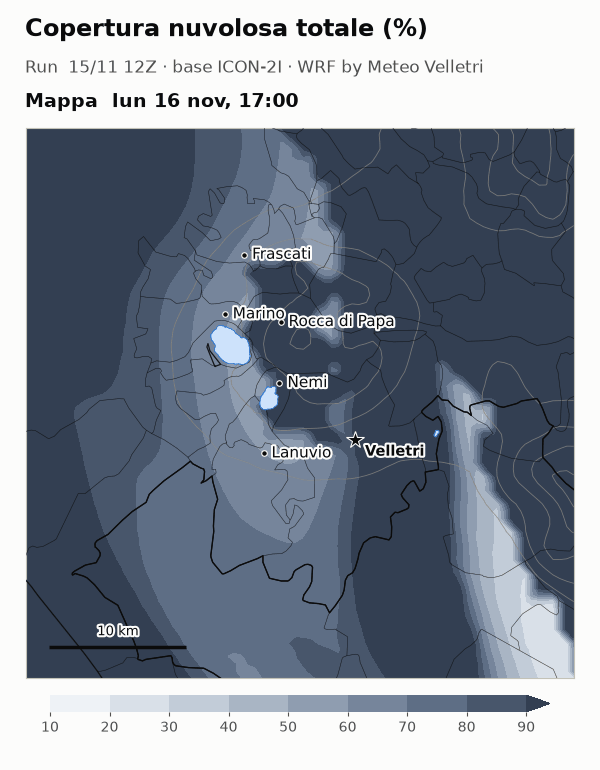 Copertura nuvolosa totale (%)
Run  15/11 12Z · base ICON-2I · WRF by Meteo Velletri
Mappa  lun 16 nov, 17:00
Frascati
Marino
Rocca di Papa
Nemi
Velletri
Lanuvio
10 km
10 20 30 40 50 60 70 80 90